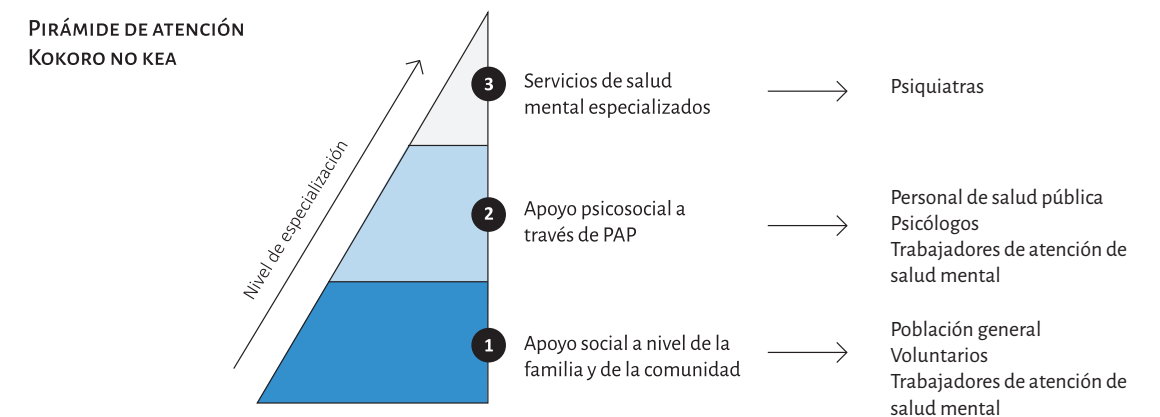 PIRÁMIDE DE ATENCIÓN
KOKORO NO KEA
Nivel de especialización
3
Servicios de salud
mental especializados
Psiquiatras
2
Apoyo psicosocial a
través de PAP
Personal de salud pública
Psicólogos
Trabajadores de atención de
salud mental
1
Apoyo social a nivel de la
familia y de la comunidad
Población general
Voluntarios
Trabajadores de atención de
salud mental